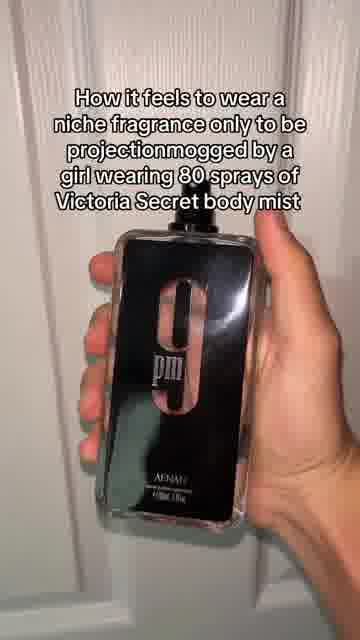 How it feels to wear a
niche fragrance only to be
projectionmogged by a
girl wearing 80 sprays of
Victoria Secret body mist
9
pm
AFNAN